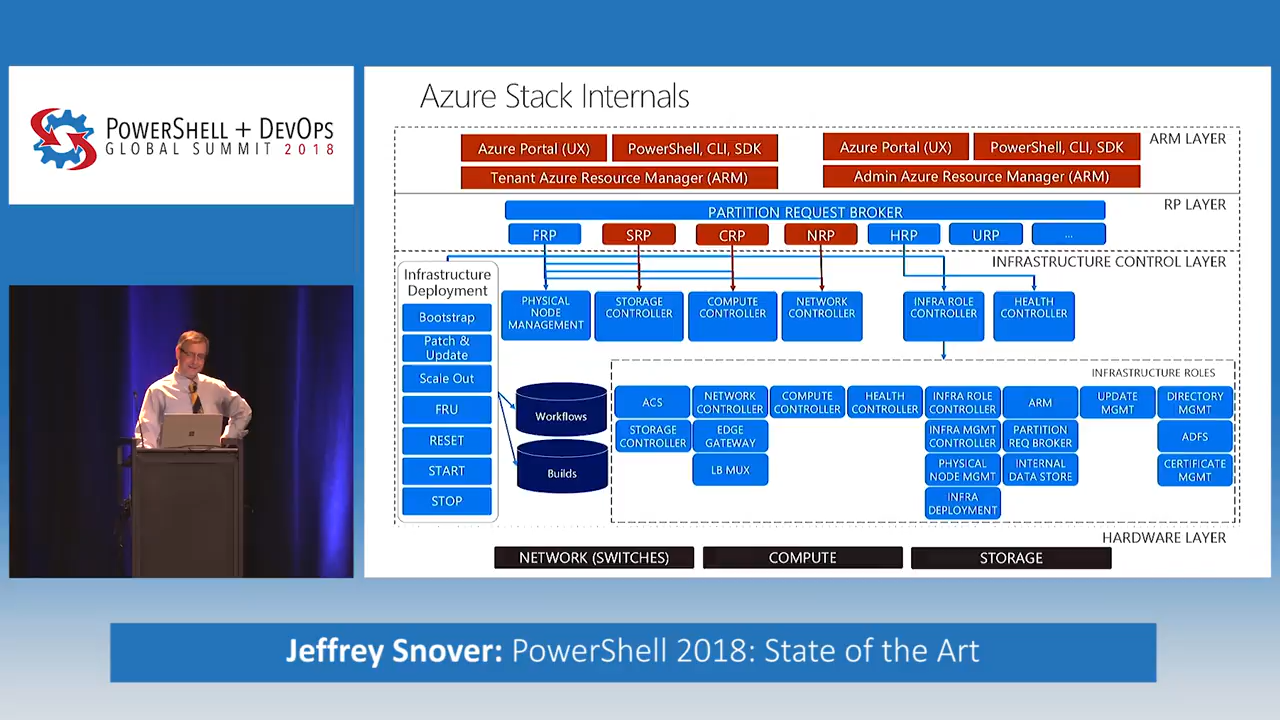 POWERSHELL + DEVOPS
GLOBAL SUMMIT 2018
Azure Stack Internals
ARM LAYER
Azure Portal (UX)
PowerShell, CLI, SDK
Azure Portal (UX)
PowerShell, CLI, SDK
Tenant Azure Resource Manager (ARM)
Admin Azure Resource Manager (ARM)
RP LAYER
PARTITION REQUEST BROKER
FRP
SRP
CRP
NRP
HRP
URP
...
INFRASTRUCTURE CONTROL LAYER
Infrastructure
Deployment
Bootstrap
Patch &
Update
Scale Out
FRU
RESET
START
STOP
PHYSICAL
NODE
MANAGEMENT
STORAGE
CONTROLLER
COMPUTE
CONTROLLER
NETWORK
CONTROLLER
INFRA ROLE
CONTROLLER
HEALTH
CONTROLLER
Workflows
Builds
INFRASTRUCTURE ROLES
ACS
NETWORK
CONTROLLER
COMPUTE
CONTROLLER
HEALTH
CONTROLLER
INFRA ROLE
CONTROLLER
ARM
UPDATE
MGMT
DIRECTORY
MGMT
STORAGE
CONTROLLER
EDGE
GATEWAY
INFRA MGMT
CONTROLLER
PARTITION
REQ BROKER
ADFS
LB MUX
PHYSICAL
NODE MGMT
INTERNAL
DATA STORE
CERTIFICATE
MGMT
INFRA
DEPLOYMENT
HARDWARE LAYER
NETWORK (SWITCHES)
COMPUTE
STORAGE
Jeffrey Snover: PowerShell 2018: State of the Art